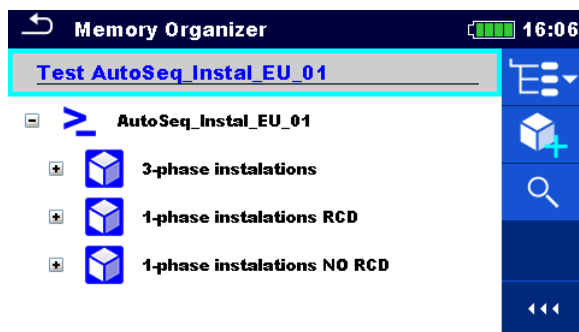 Memory Organizer 16:06
Test AutoSeq_Instal_EU_01
AutoSeq_Instal_EU_01
3-phase instalations
1-phase instalations RCD
1-phase instalations NO RCD